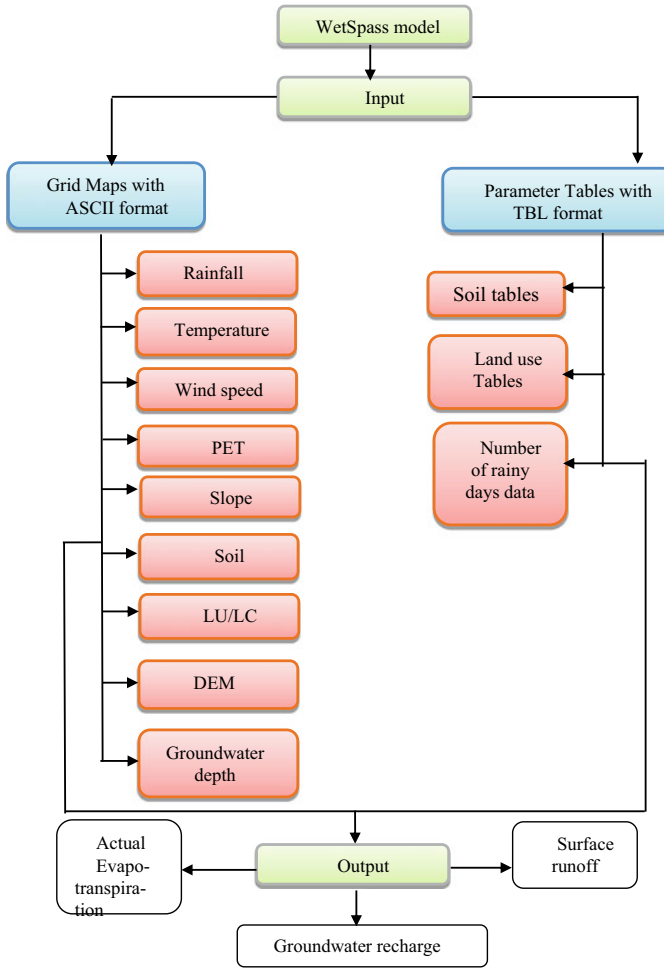 WetSpass model
Input
Grid Maps with
ASCII format
Parameter Tables with
TBL format
Rainfall
Temperature
Wind speed
PET
Slope
Soil
LU/LC
DEM
Groundwater
depth
Soil tables
Land use
Tables
Number
of rainy
days data
Actual
Evapo-
transpira-
tion
Output
Surface
runoff
Groundwater recharge